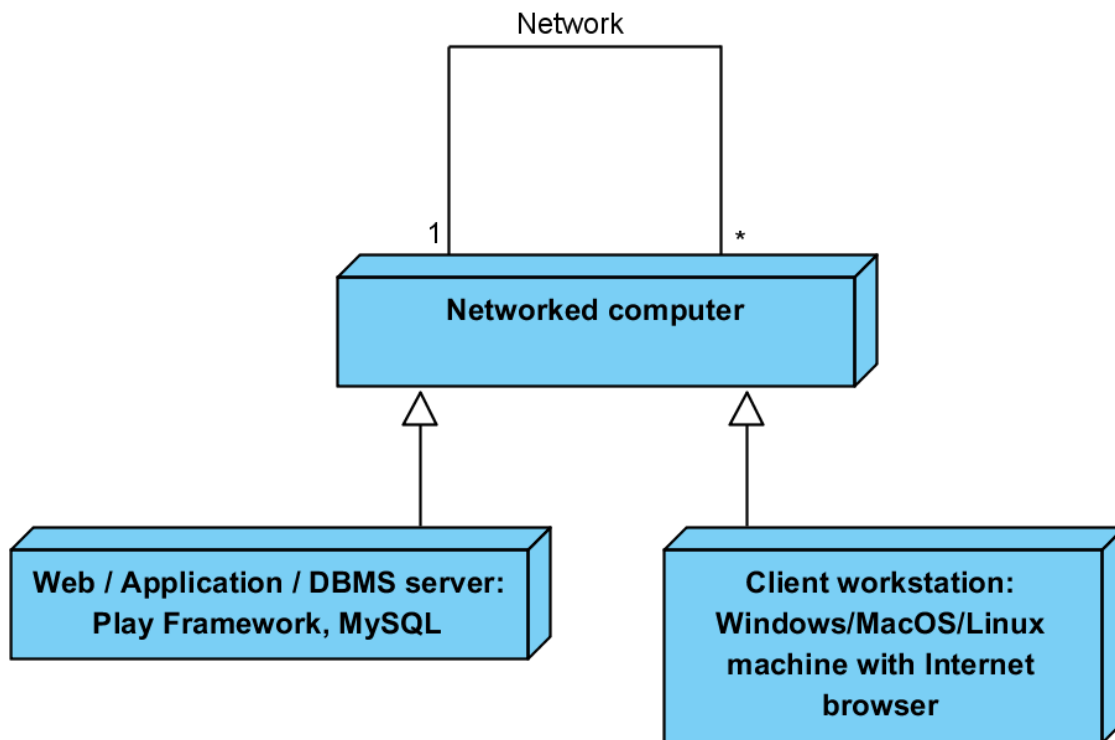 Network
1
*
Networked computer
Web / Application / DBMS server:
Play Framework, MySQL
Client workstation:
Windows/MacOS/Linux
machine with Internet
browser